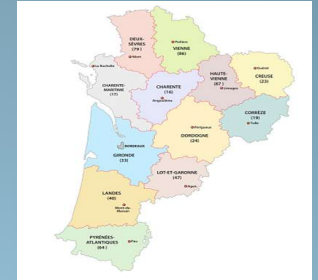 DEUX-
SÈVRES
(79)
Niort
VIENNE
(86)
Poitiers
La Rochelle
CHARENTE-
MARITIME
(17)
CHARENTE
(16)
Angoulême
HAUTE-
VIENNE
(87)
Limoges
CREUSE
(23)
Guéret
CORRÈZE
(19)
Tulle
Périgueux
DORDOGNE
(24)
BORDEAUX
GIRONDE
(33)
LOT-ET-GARONNE
(47)
Agen
LANDES
(40)
Mont-de-
Marsan
PYRÉNÉES-
ATLANTIQUES
(64)
Pau